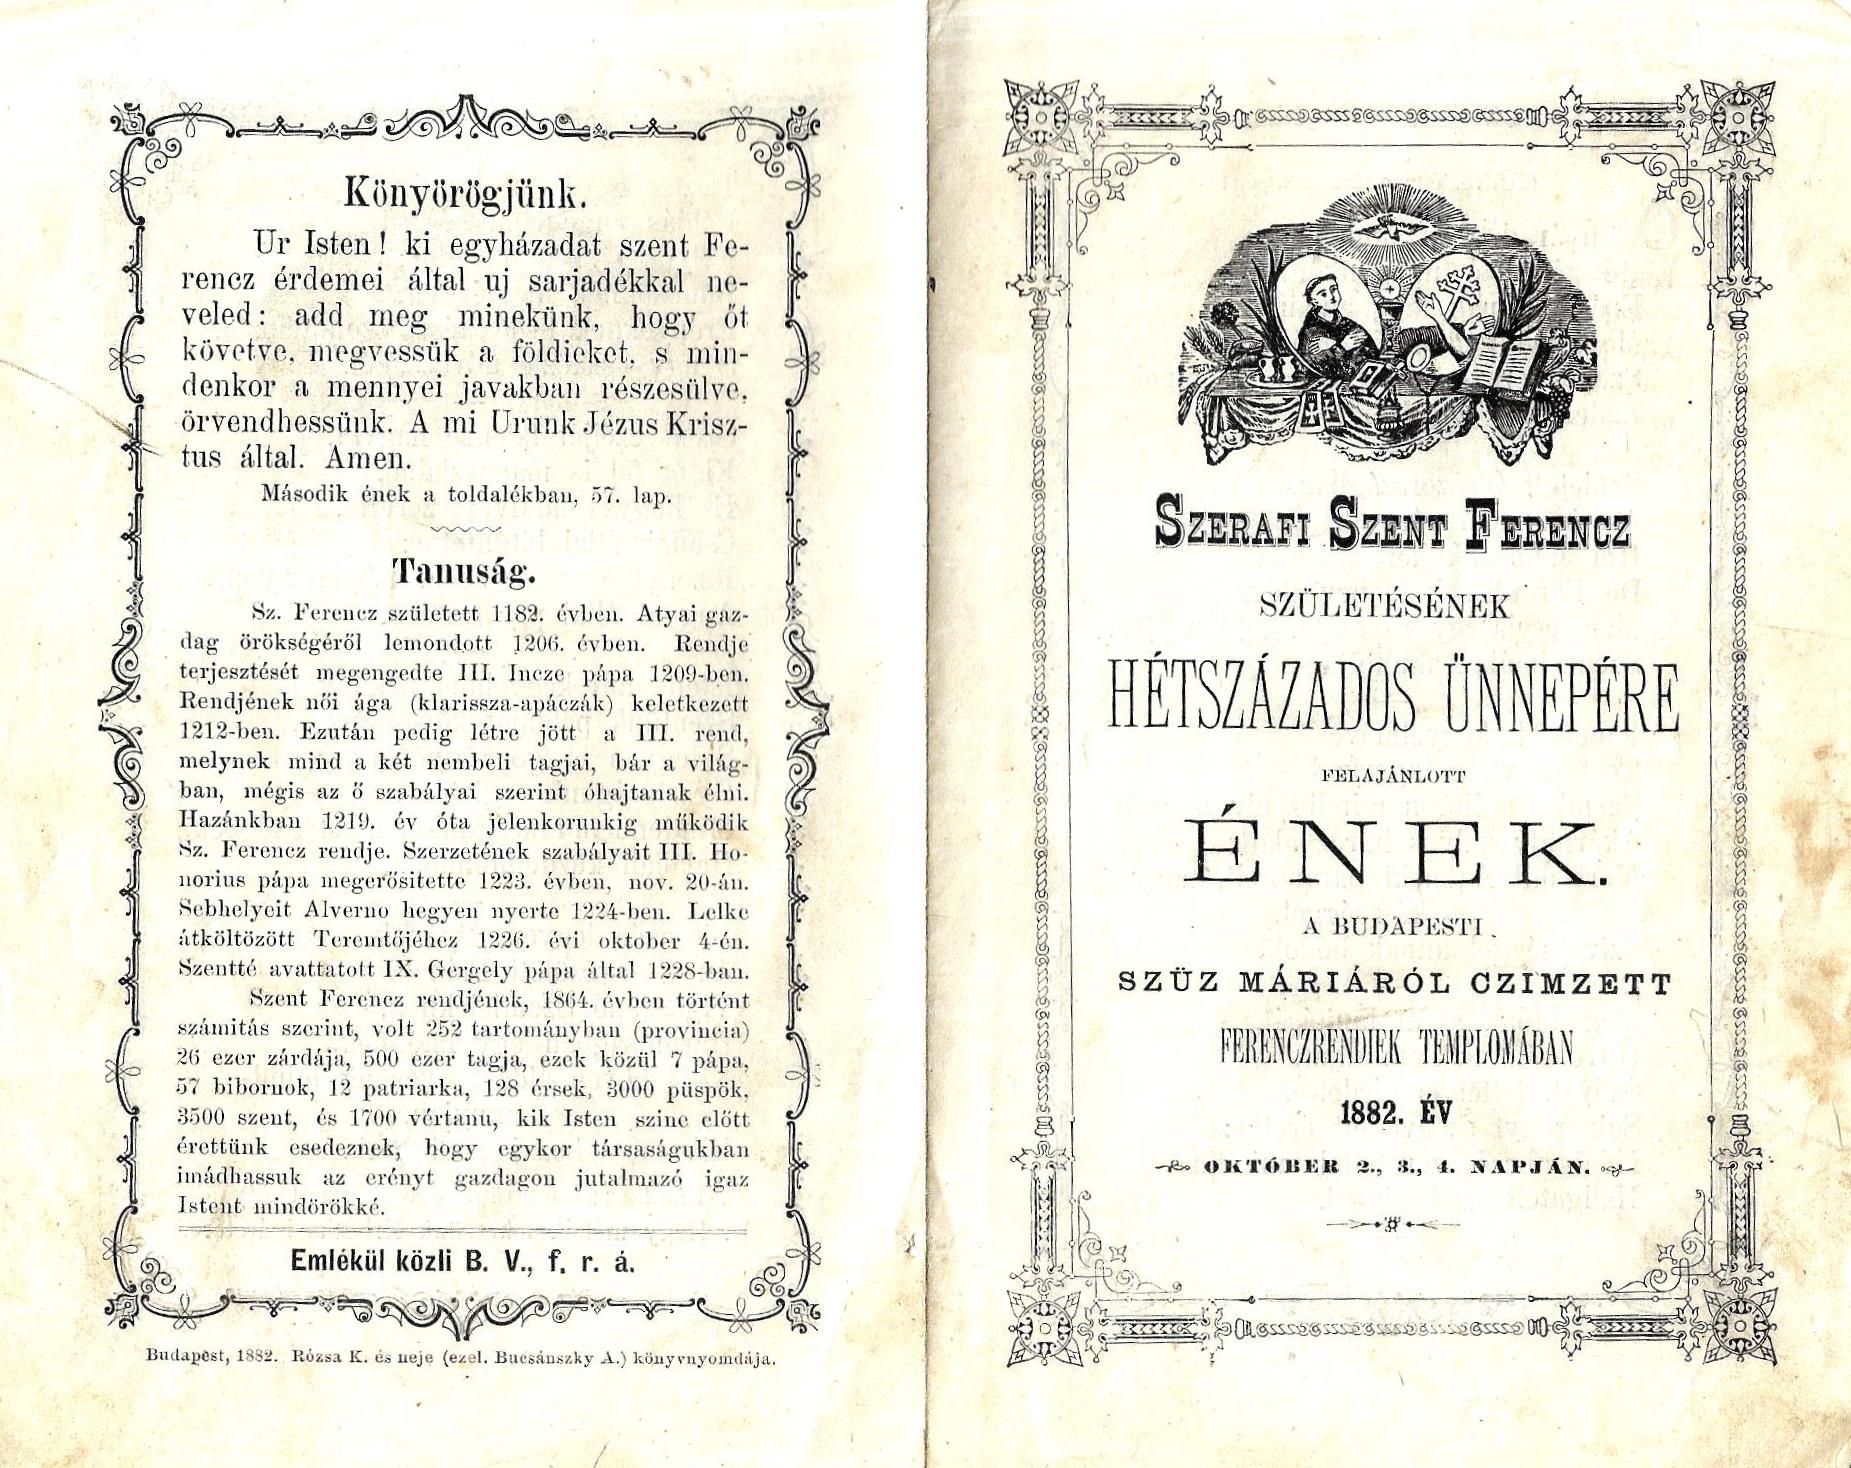 Könyörögjünk.
Ur Isten! ki egyházadat szent Fe-
rencz érdemei által uj sarjadékkal ne-
veled: add meg minekünk, hogy őt
követve, megvessük a földieket, s min-
denkor a mennyei javakban részesülve,
örvendhessünk. A mi Urunk Jézus Krisz-
tus által. Amen.
Második ének a toldalékban, 57. lap.
Tanuság.
Sz. Ferencz született 1182. évben. Atyai gaz-
dag örökségéről lemondott 1206. évben. Rendje
terjesztését megengedte III. Incze pápa 1209-ben.
Rendjének női ága (klarissza-apáczák) keletkezett
1212-ben. Ezután pedig létre jött a III. rend,
melynek mind a két nembeli tagjai, bár a világ-
ban, mégis az ő szabályai szerint óhajtanak élni.
Hazánkban 1219. év óta jelenkorunkig működik
Sz. Ferencz rendje. Szerzetének szabályait III. Ho-
norius pápa megerősitette 1223. évben, nov. 20-án.
Sebhelyeit Alverno hegyen nyerte 1224-ben. Lelke
átköltözött Teremtőjéhez 1226. évi oktober 4-én.
Szentté avattatott IX. Gergely pápa által 1228-ban.
Szent Ferencz rendjének, 1864. évben történt
számitás szerint, volt 252 tartományban (provincia)
26 ezer zárdája, 500 ezer tagja, ezek közül 7 pápa,
57 bibornok, 12 patriarka, 128 érsek, 3000 püspök,
3500 szent, és 1700 vértanu, kik Isten szine előtt
érettünk esedeznek, hogy egykor társaságukban
imádhassuk az erényt gazdagon jutalmazó igaz
Istent mindörökké.
Emlékül közli B. V., f. r. á.
Budapest, 1882. Rózsa K. és neje (ezel. Bucsánszky A.) könyvnyomdája.
SZERAFI SZENT FERENCZ
SZÜLETÉSÉNEK
HÉTSZÁZADOS ÜNNEPÉRE
FELAJÁNLOTT
ÉNEK.
A BUDAPESTI
SZÜZ MÁRIÁRÓL CZIMZETT
FERENCZRENDIEK TEMPLOMÁBAN
1882. ÉV
OKTÓBER 2., 3., 4. NAPJÁN.